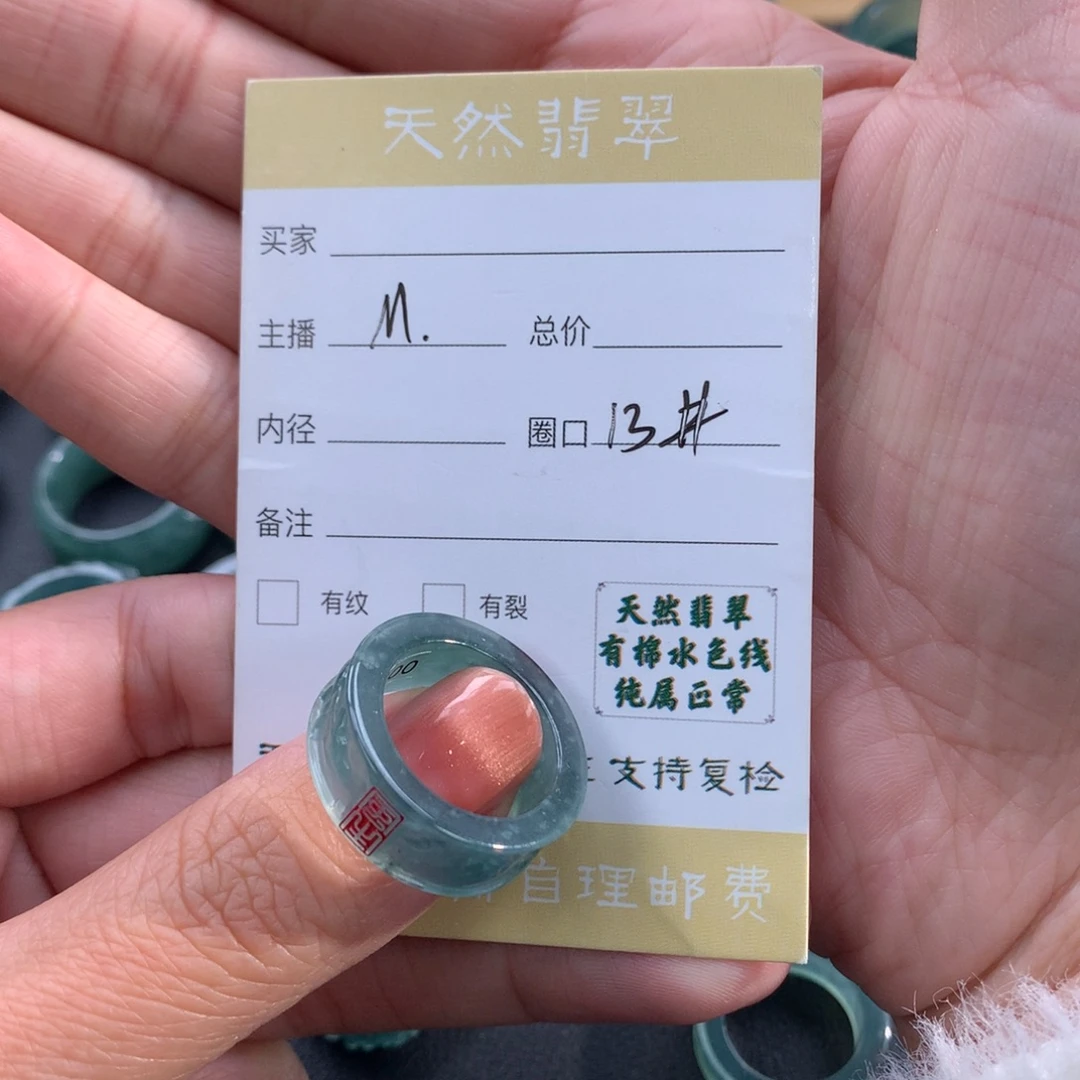 天然翡翠
买家
主播 M. 总价
内径 圈口 13#
备注
有纹 有裂
天然翡翠
有棉水色线
纯属正常
支持复检
自理邮费